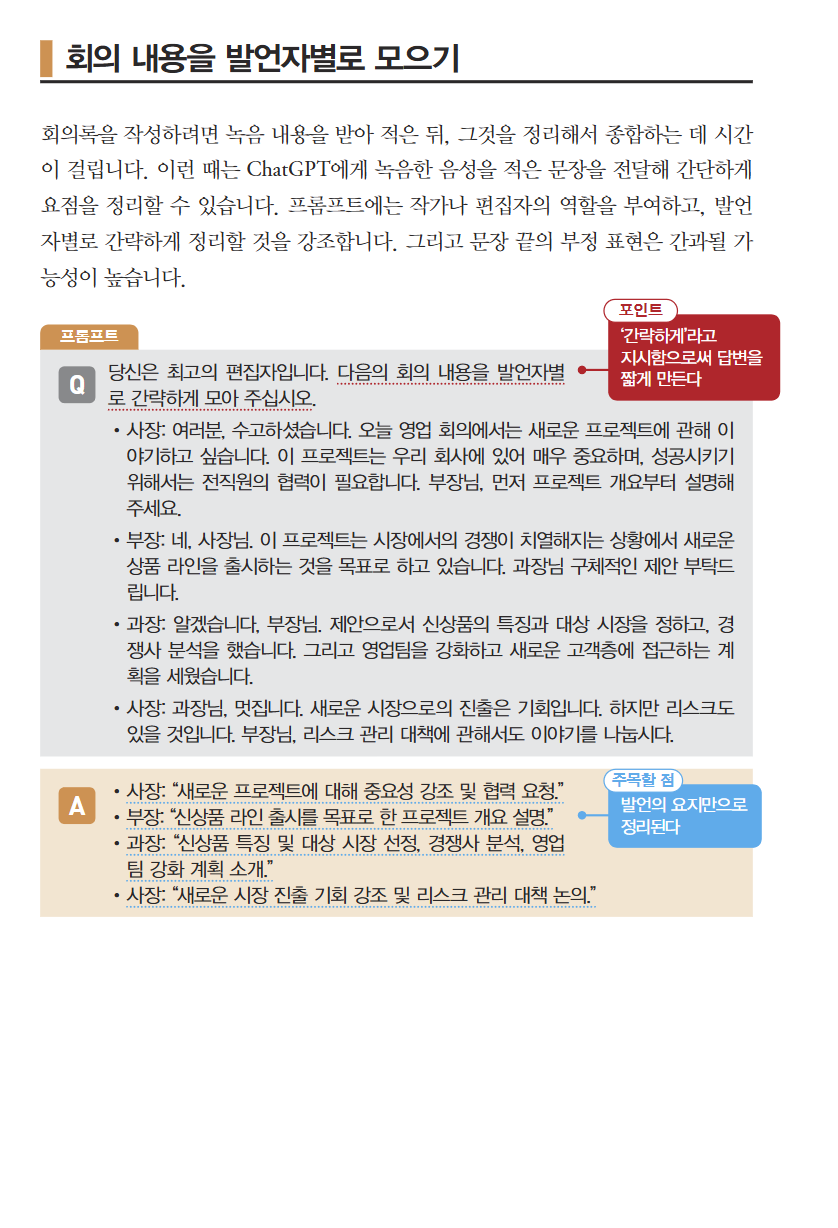 회의 내용을 발언자별로 모으기
회의록을 작성하려면 녹음 내용을 받아 적은 뒤, 그것을 정리해서 종합하는 데 시간
이 걸립니다. 이런 때는 ChatGPT에게 녹음한 음성을 적은 문장을 전달해 간단하게
요점을 정리할 수 있습니다. 프롬프트에는 작가나 편집자의 역할을 부여하고, 발언
자별로 간략하게 정리할 것을 강조합니다. 그리고 문장 끝의 부정 표현은 간과될 가
능성이 높습니다.
프롬프트
포인트
‘간략하게’라고
지시함으로써 답변을
짧게 만든다
Q
당신은 최고의 편집자입니다. 다음의 회의 내용을 발언자별
로 간략하게 모아 주십시오.
• 사장: 여러분, 수고하셨습니다. 오늘 영업 회의에서는 새로운 프로젝트에 관해 이
야기하고 싶습니다. 이 프로젝트는 우리 회사에 있어 매우 중요하며, 성공시키기
위해서는 전직원의 협력이 필요합니다. 부장님, 먼저 프로젝트 개요부터 설명해
주세요.
• 부장: 네, 사장님. 이 프로젝트는 시장에서의 경쟁이 치열해지는 상황에서 새로운
상품 라인을 출시하는 것을 목표로 하고 있습니다. 과장님 구체적인 제안 부탁드
립니다.
• 과장: 알겠습니다, 부장님. 제안으로서 신상품의 특징과 대상 시장을 정하고, 경
쟁사 분석을 했습니다. 그리고 영업팀을 강화하고 새로운 고객층에 접근하는 계
획을 세웠습니다.
• 사장: 과장님, 멋집니다. 새로운 시장으로의 진출은 기회입니다. 하지만 리스크도
있을 것입니다. 부장님, 리스크 관리 대책에 관해서도 이야기를 나눕시다.
A
• 사장: “새로운 프로젝트에 대해 중요성 강조 및 협력 요청.”
• 부장: “신상품 라인 출시를 목표로 한 프로젝트 개요 설명.”
• 과장: “신상품 특징 및 대상 시장 선정, 경쟁사 분석, 영업
팀 강화 계획 소개.”
• 사장: “새로운 시장 진출 기회 강조 및 리스크 관리 대책 논의.”
주목할 점
발언의 요지만으로
정리된다